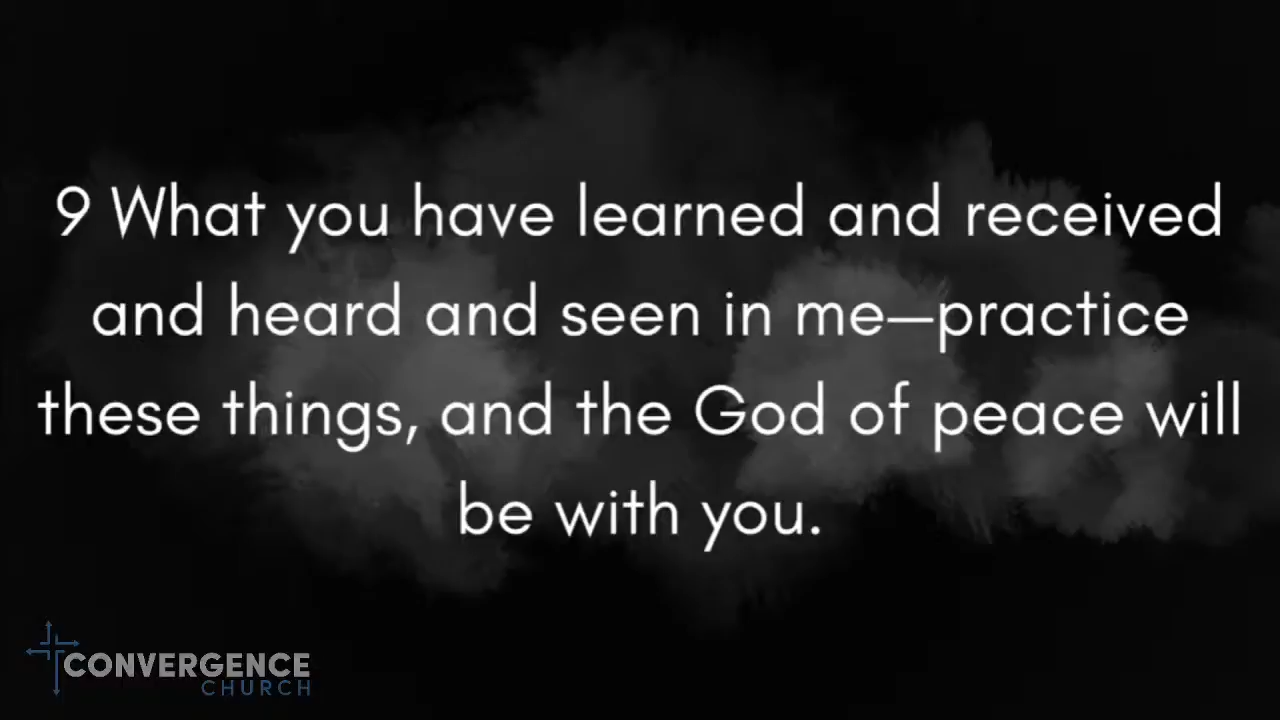 9 What you have learned and received
and heard and seen in me—practice
these things, and the God of peace will
be with you.
CONVERGENCE
CHURCH